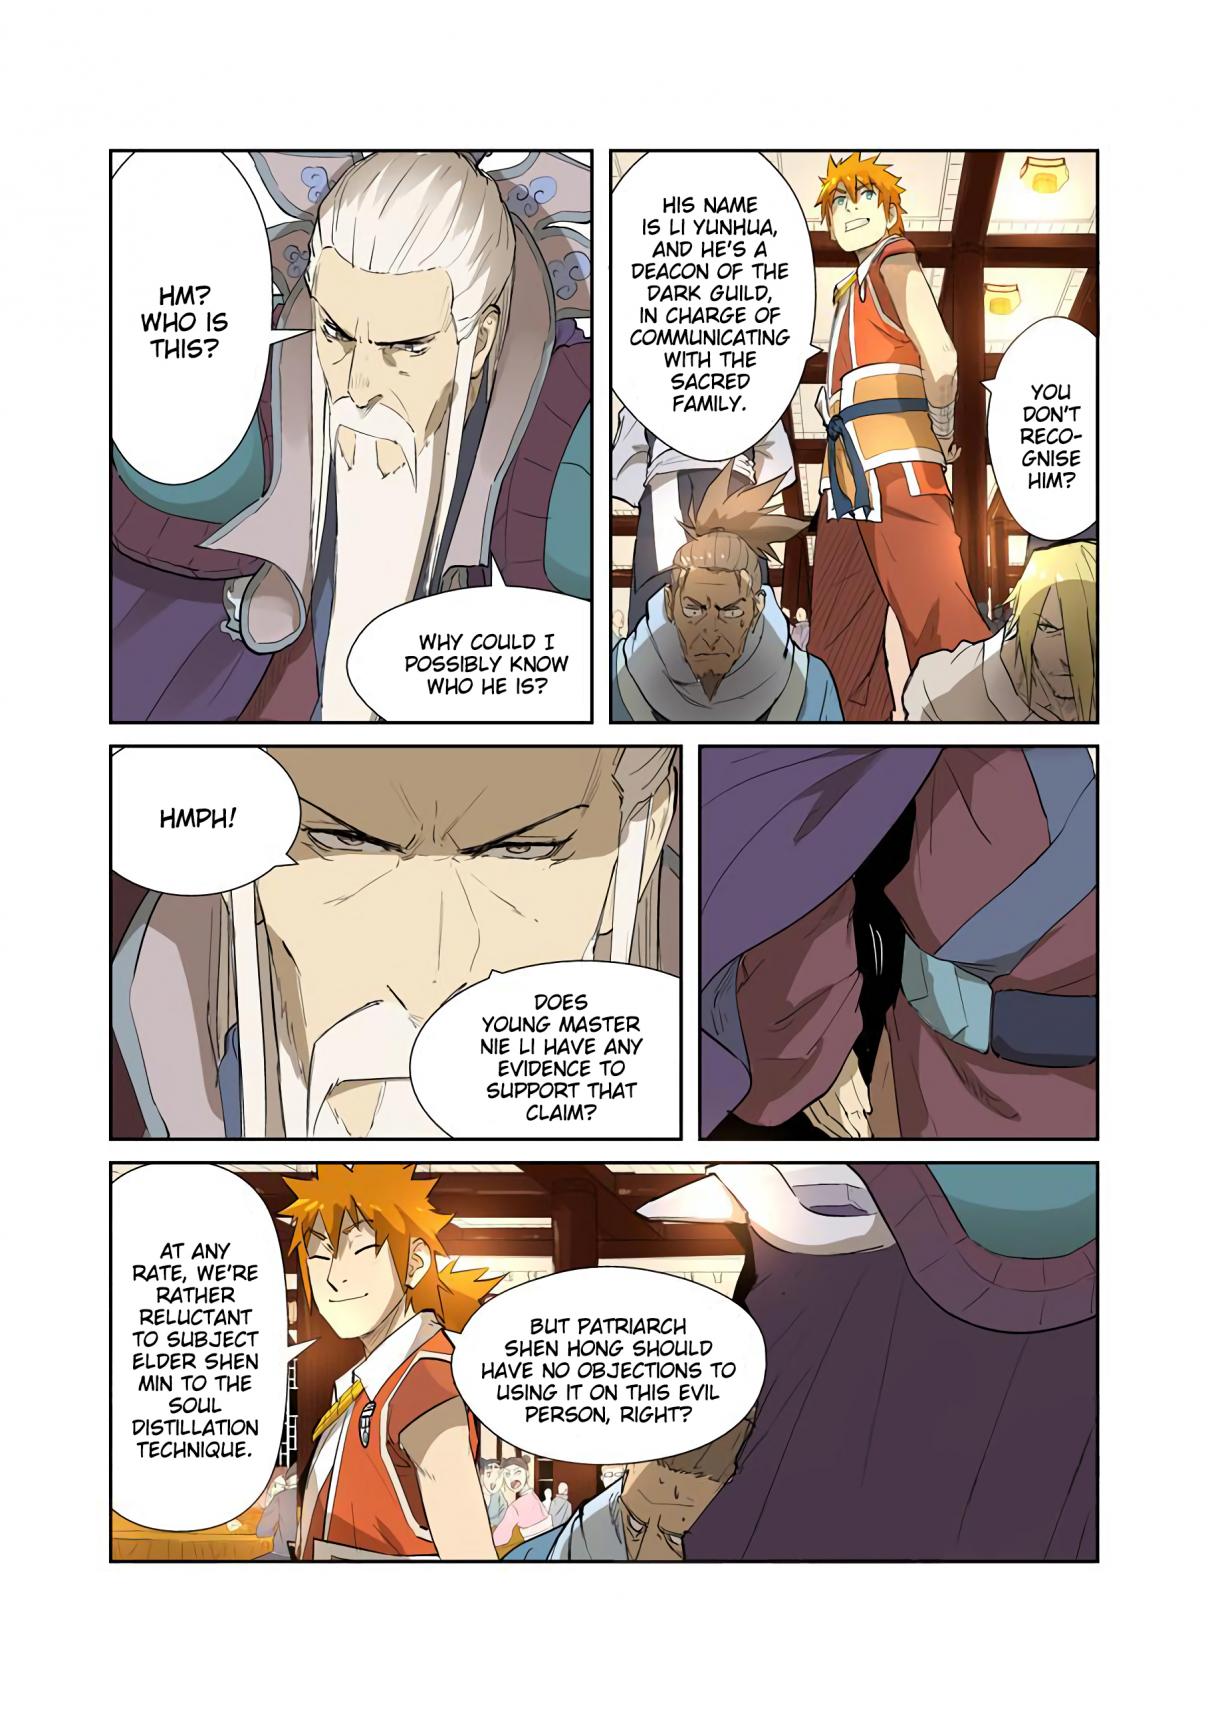 HM?
WHO IS
THIS?
WHY COULD I
POSSIBLY KNOW
WHO HE IS?
HIS NAME
IS LI YUNHUA,
AND HE'S A
DEACON OF THE
DARK GUILD,
IN CHARGE OF
COMMUNICATING
WITH THE
SACRED
FAMILY.
YOU
DON'T
RECO-
GNISE
HIM?
HMPH!
DOES
YOUNG MASTER
NIE LI HAVE ANY
EVIDENCE TO
SUPPORT THAT
CLAIM?
AT ANY
RATE, WE'RE
RATHER
RELUCTANT
TO SUBJECT
ELDER SHEN
MIN TO THE
SOUL
DISTILLATION
TECHNIQUE.
BUT PATRIARCH
SHEN HONG SHOULD
HAVE NO OBJECTIONS TO
USING IT ON THIS EVIL
PERSON, RIGHT?